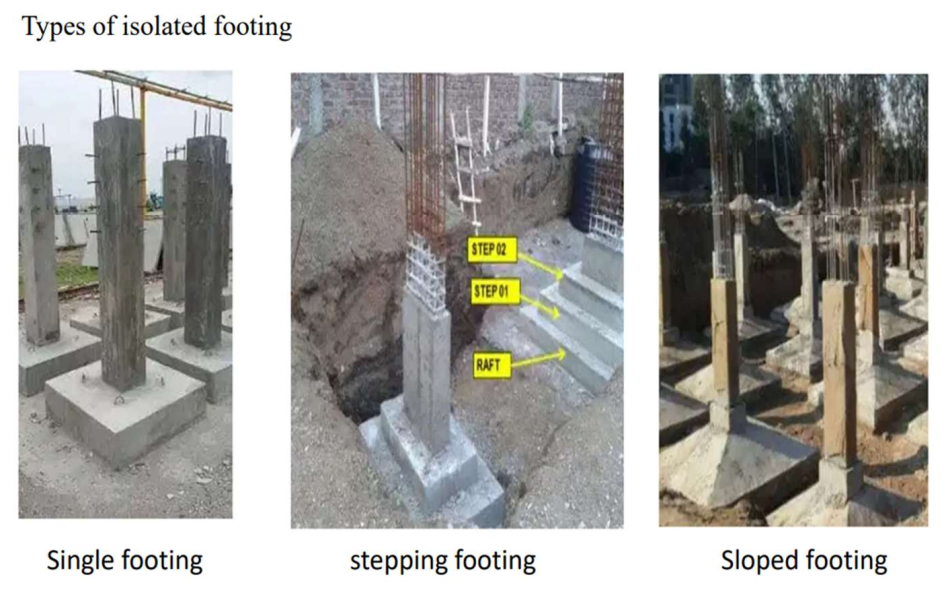 Types of isolated footing
STEP 02
STEP 01
RAFT
Single footing
stepping footing
Sloped footing